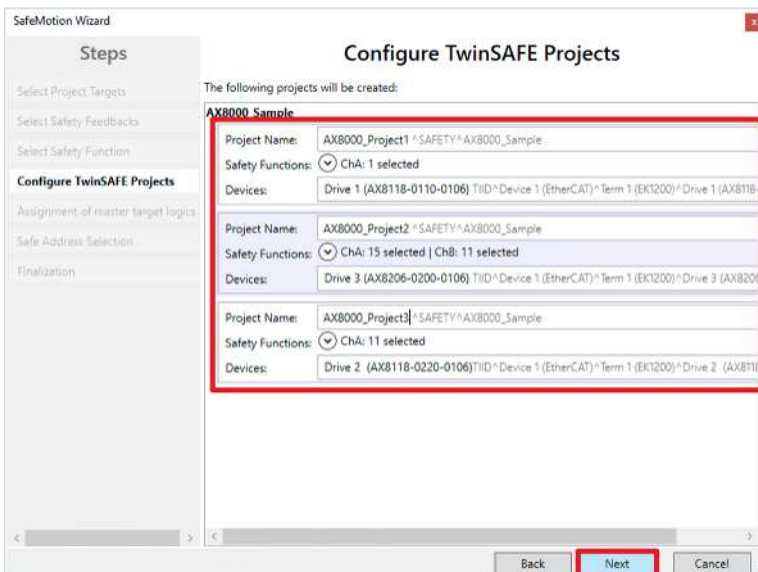 SafeMotion Wizard
x
Steps
Select Project Targets
Select Safety Feedbacks
Select Safety Function
Configure TwinSAFE Projects
Assignment of master target logics
Safe Address Selection
Finalization
Configure TwinSAFE Projects
The following projects will be created:
AX8000_Sample
Project Name: AX8000_Project1 ^SAFETY^AX8000_Sample
Safety Functions: ChA: 1 selected
Devices: Drive 1 (AX8118-0110-0106) TIID^Device 1 (EtherCAT)^Term 1 (EK1200)^Drive 1 (AX8118-
Project Name: AX8000_Project2 ^SAFETY^AX8000_Sample
Safety Functions: ChA: 15 selected | ChB: 11 selected
Devices: Drive 3 (AX8206-0200-0106) TIID^Device 1 (EtherCAT)^Term 1 (EK1200)^Drive 3 (AX8206
Project Name: AX8000_Project3 ^SAFETY^AX8000_Sample
Safety Functions: ChA: 11 selected
Devices: Drive 2 (AX8118-0220-0106)TIID^Device 1 (EtherCAT)^Term 1 (EK1200)^Drive 2 (AX8118
Back Next Cancel